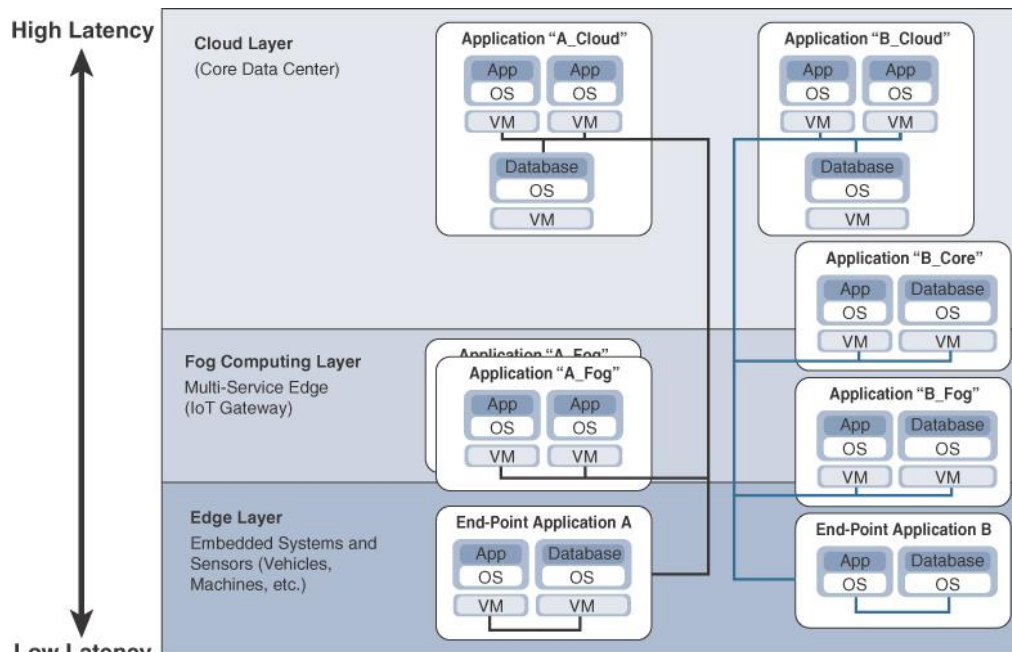 High Latency
Cloud Layer
(Core Data Center)
Application “A_Cloud”
App App
OS OS
VM VM
Database
OS
VM
Application “B_Cloud”
App App
OS OS
VM VM
Database
OS
VM
Application “B_Core”
App Database
OS OS
VM VM
Fog Computing Layer
Multi-Service Edge
(IoT Gateway)
Application “A_Fog”
Application “A_Fog”
App App
OS OS
VM VM
Application “B_Fog”
App Database
OS OS
VM VM
Edge Layer
Embedded Systems and
Sensors (Vehicles,
Machines, etc.)
End-Point Application A
App Database
OS OS
VM VM
End-Point Application B
App Database
OS OS
Low Latency